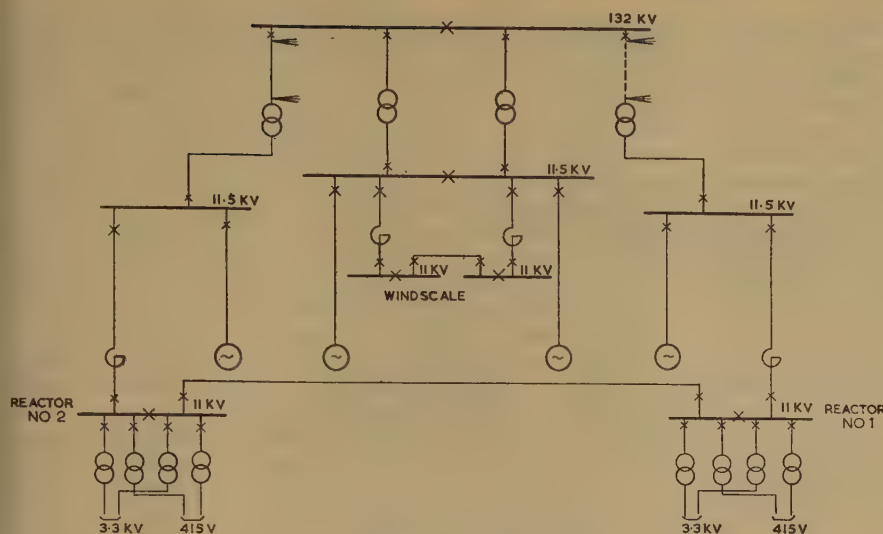 132 KV
11·5 KV
11·5 KV
11·5 KV
11 KV
11 KV
WINDSCALE
REACTOR
NO 2
11 KV
11 KV
REACTOR
NO 1
3·3 KV
415 V
3·3 KV
415 V